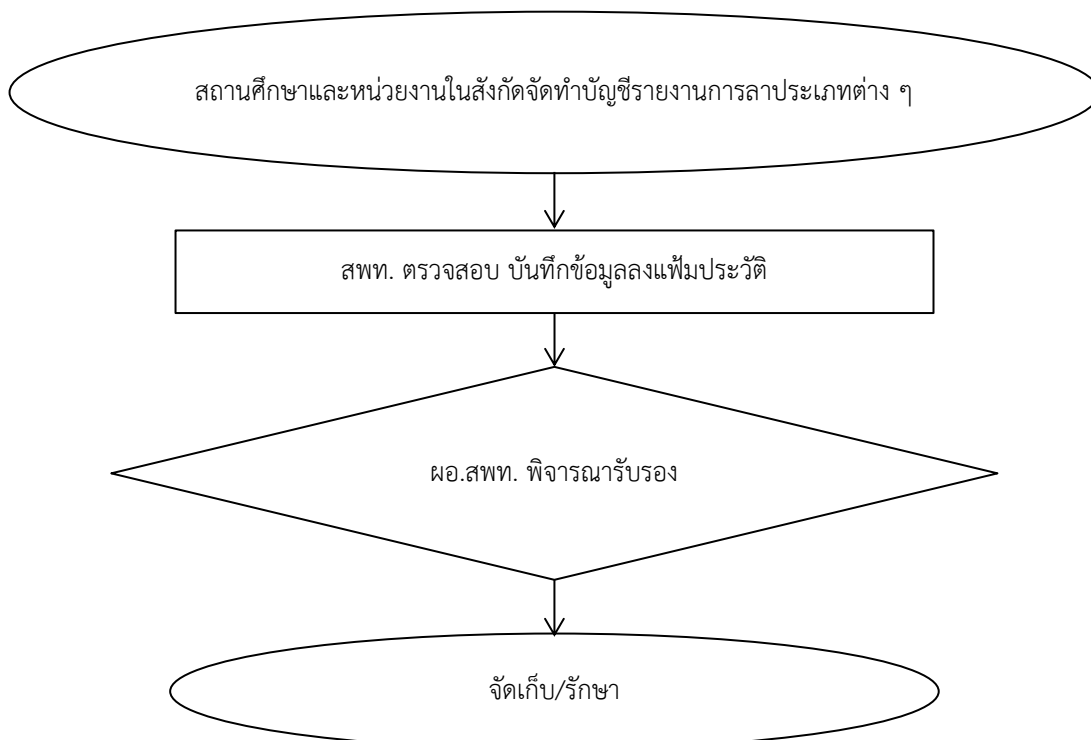 สถานศึกษาและหน่วยงานในสังกัดจัดทำบัญชีรายงานการลาประเภทต่าง ๆ
สพท. ตรวจสอบ บันทึกข้อมูลลงแฟ้มประวัติ
ผอ.สพท. พิจารณารับรอง
จัดเก็บ/รักษา